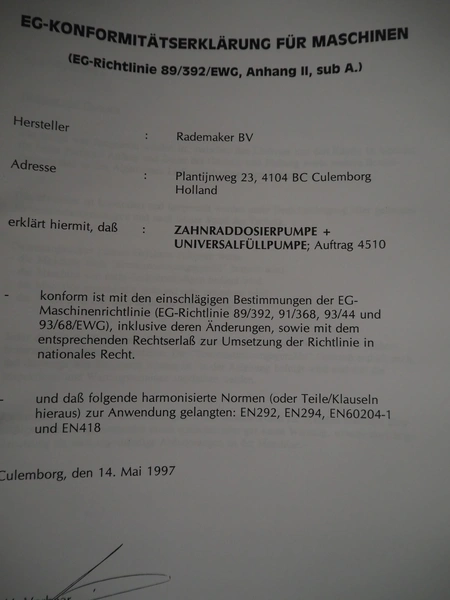 EG-KONFORMITÄTSERKLÄRUNG FÜR MASCHINEN
(EG-Richtlinie 89/392/EWG, Anhang II, sub A.)
Hersteller : Rademaker BV
Adresse : Plantijnweg 23, 4104 BC Culemborg
Holland
erklärt hiermit, daß : ZAHNRADDOSIERPUMPE +
UNIVERSALFÜLLPUMPE; Auftrag 4510
- konform ist mit den einschlägigen Bestimmungen der EG-
Maschinenrichtlinie (EG-Richtlinie 89/392, 91/368, 93/44 und
93/68/EWG), inklusive deren Änderungen, sowie mit dem
entsprechenden Rechtserlaß zur Umsetzung der Richtlinie in
nationales Recht.
- und daß folgende harmonisierte Normen (oder Teile/Klauseln
hieraus) zur Anwendung gelangten: EN292, EN294, EN60204-1
und EN418
Culemborg, den 14. Mai 1997